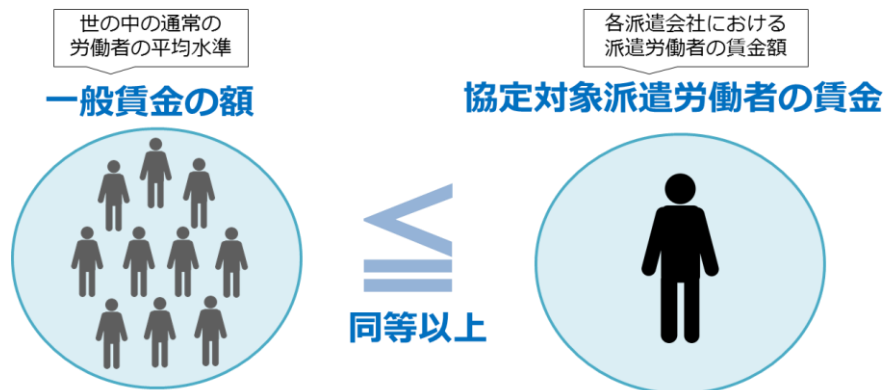 世の中の通常の
労働者の平均水準
一般賃金の額
各派遣会社における
派遣労働者の賃金額
協定対象派遣労働者の賃金
≦
同等以上